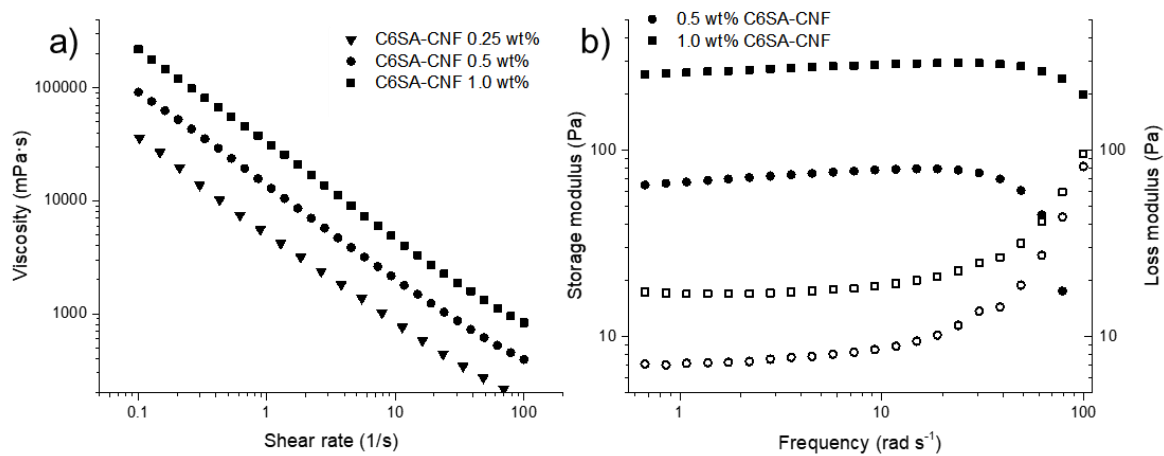 a)
C6SA-CNF 0.25 wt%
C6SA-CNF 0.5 wt%
C6SA-CNF 1.0 wt%
100000
10000
1000
Viscosity (mPa·s)
0.1
1
10
100
Shear rate (1/s)
b)
0.5 wt% C6SA-CNF
1.0 wt% C6SA-CNF
100
10
Storage modulus (Pa)
100
10
Loss modulus (Pa)
1
10
100
Frequency (rad s⁻¹)